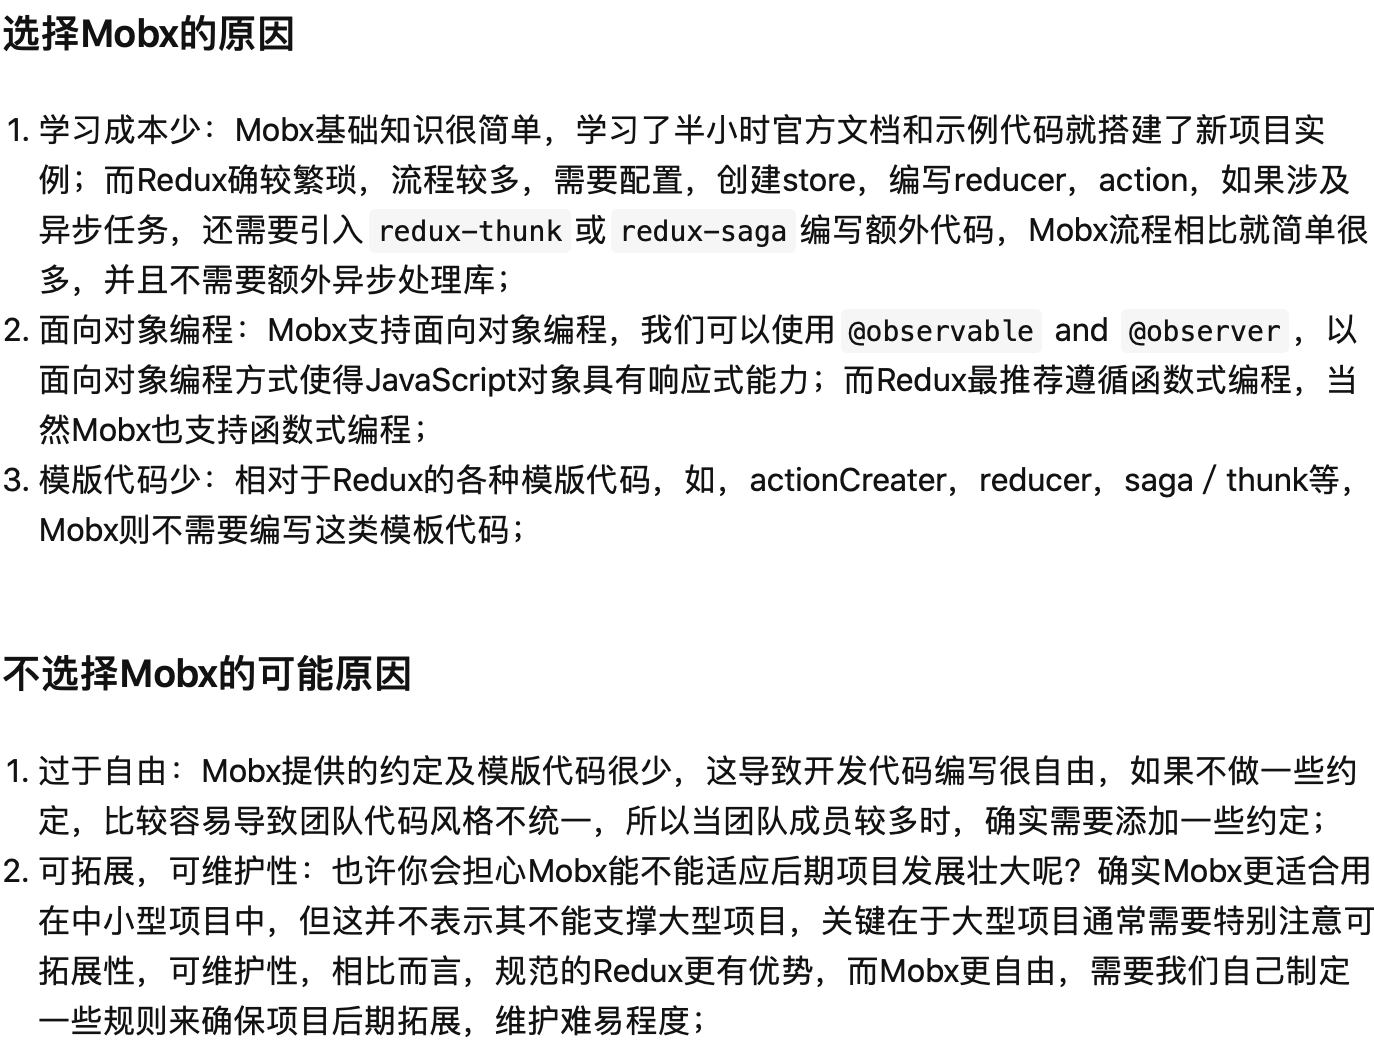 选择Mobx的原因
1. 学习成本少：Mobx基础知识很简单，学习了半小时官方文档和示例代码就搭建了新项目实
例；而Redux确较繁琐，流程较多，需要配置，创建store，编写reducer，action，如果涉及
异步任务，还需要引入 redux-thunk 或 redux-saga 编写额外代码，Mobx流程相比就简单很
多，并且不需要额外异步处理库；
2. 面向对象编程：Mobx支持面向对象编程，我们可以使用 @observable and @observer ，以
面向对象编程方式使得JavaScript对象具有响应式能力；而Redux最推荐遵循函数式编程，当
然Mobx也支持函数式编程；
3. 模版代码少：相对于Redux的各种模版代码，如，actionCreater，reducer，saga／thunk等，
Mobx则不需要编写这类模板代码；
不选择Mobx的可能原因
1. 过于自由：Mobx提供的约定及模版代码很少，这导致开发代码编写很自由，如果不做一些约
定，比较容易导致团队代码风格不统一，所以当团队成员较多时，确实需要添加一些约定；
2. 可拓展，可维护性：也许你会担心Mobx能不能适应后期项目发展壮大呢？确实Mobx更适合用
在中小型项目中，但这并不表示其不能支撑大型项目，关键在于大型项目通常需要特别注意可
拓展性，可维护性，相比而言，规范的Redux更有优势，而Mobx更自由，需要我们自己制定
一些规则来确保项目后期拓展，维护难易程度；